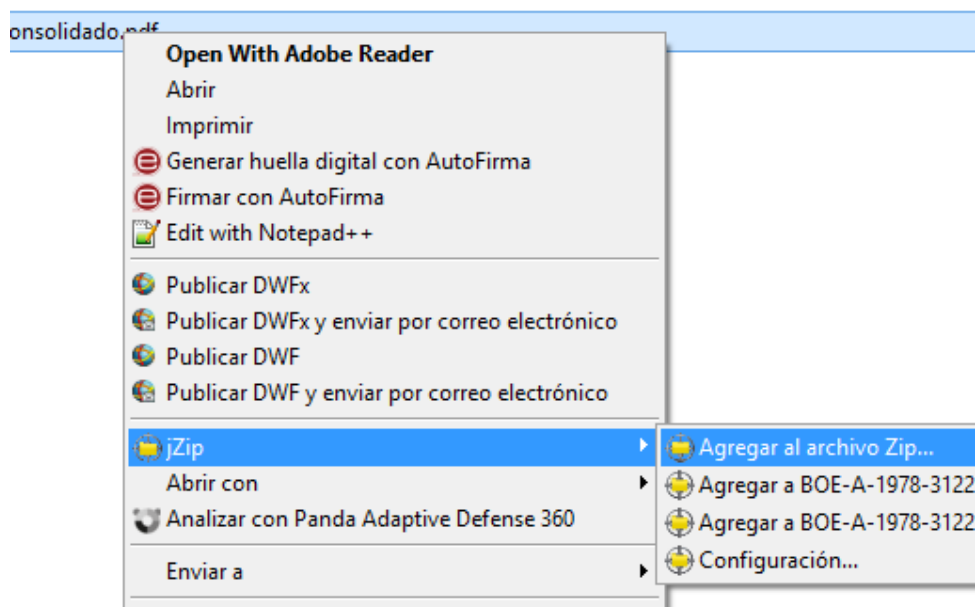 onsolidado.pdf
Open With Adobe Reader
Abrir
Imprimir
Generar huella digital con AutoFirma
Firmar con AutoFirma
Edit with Notepad++
Publicar DWFx
Publicar DWFx y enviar por correo electrónico
Publicar DWF
Publicar DWF y enviar por correo electrónico
jZip
Agregar al archivo Zip...
Abrir con
Agregar a BOE-A-1978-3122
Analizar con Panda Adaptive Defense 360
Agregar a BOE-A-1978-3122
Configuración...
Enviar a